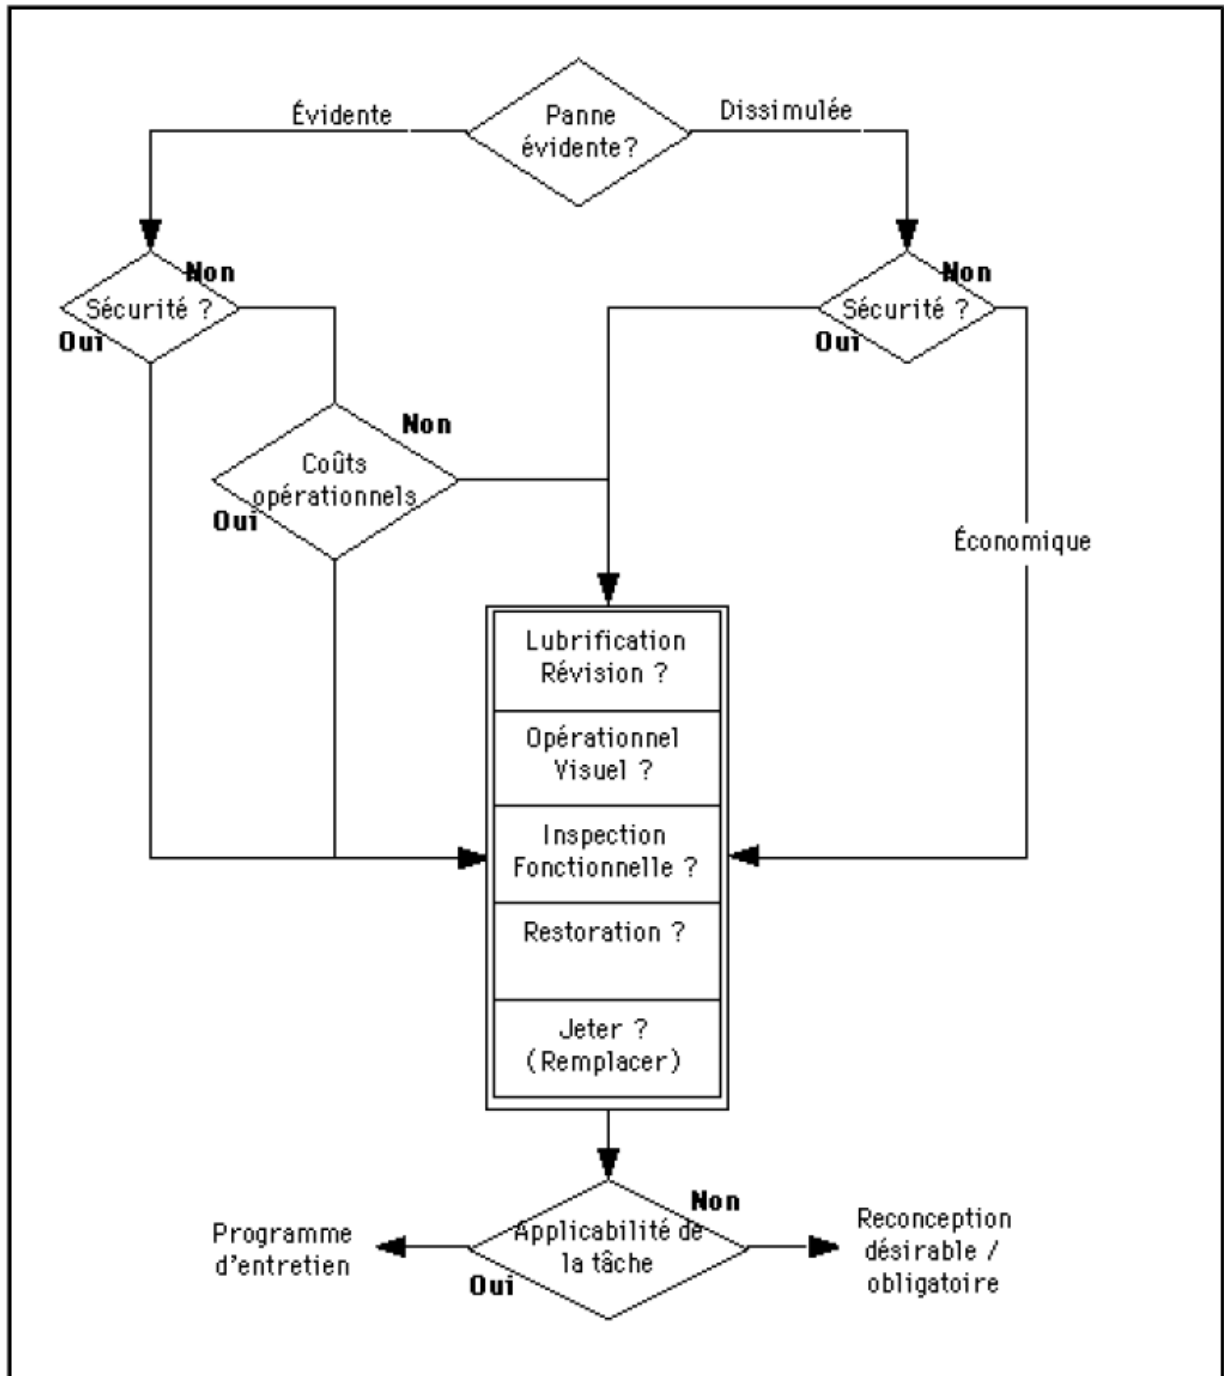 Panne
évidente?
Évidente
Dissimulée
Non
Sécurité ?
Oui
Non
Sécurité ?
Oui
Non
Coûts
opérationnels
Oui
Économique
Lubrification
Révision ?
Opérationnel
Visuel ?
Inspection
Fonctionnelle ?
Restoration ?
Jeter ?
(Remplacer)
Non
Applicabilité de
la tâche
Oui
Programme
d'entretien
Reconception
désirable /
obligatoire